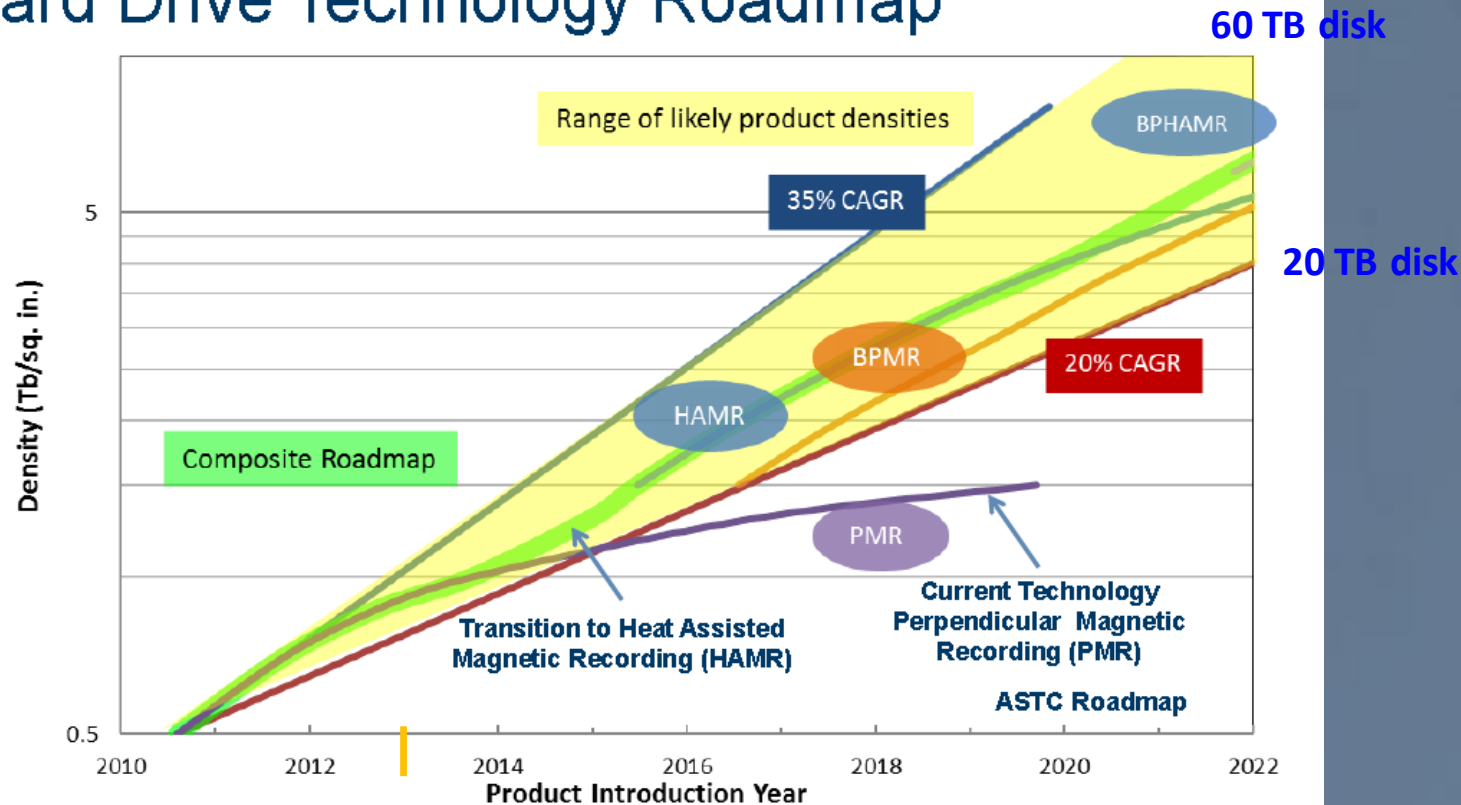 ard Drive Technology Roadmap
60 TB disk
Range of likely product densities
BPHAMR
35% CAGR
5
20 TB disk
BPMR
20% CAGR
HAMR
Composite Roadmap
Density (Tb/sq. in.)
PMR
Current Technology
Perpendicular Magnetic
Recording (PMR)
Transition to Heat Assisted
Magnetic Recording (HAMR)
ASTC Roadmap
0.5
2010 2012 2014 2016 2018 2020 2022
Product Introduction Year